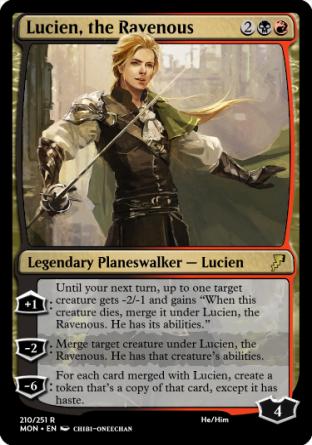 Lucien, the Ravenous 2
Legendary Planeswalker — Lucien
+1: Until your next turn, up to one target
creature gets -2/-1 and gains “When this
creature dies, merge it under Lucien, the
Ravenous. He has its abilities.”
-2: Merge target creature under Lucien, the
Ravenous. He has that creature's abilities.
-6: For each card merged with Lucien, create a
token that's a copy of that card, except it has
haste.
4
210/251 R He/Him
MON • EN CHIBI-ONEECHAN